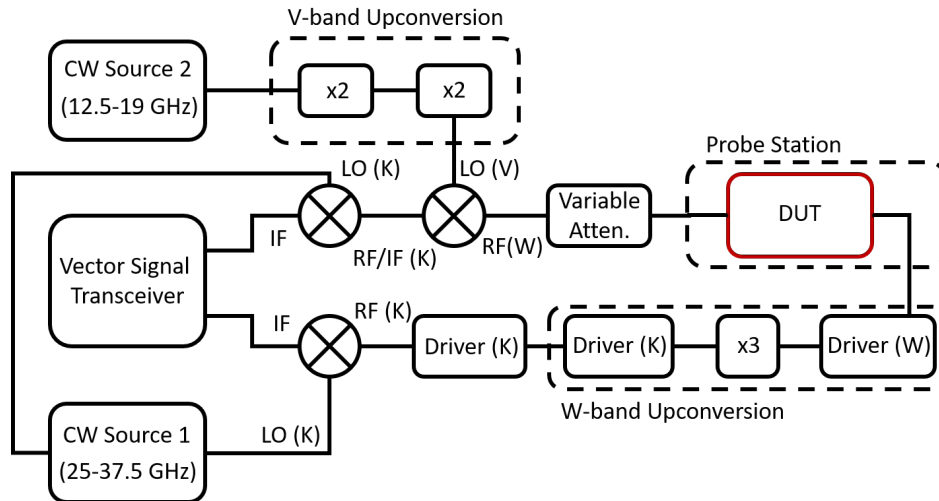 V-band Upconversion
CW Source 2
(12.5-19 GHz)
x2
x2
Probe Station
LO (K)
LO (V)
Variable
Atten.
DUT
IF
RF/IF (K)
RF(W)
Vector Signal
Transceiver
IF
RF (K)
Driver (K)
Driver (K)
x3
Driver (W)
W-band Upconversion
CW Source 1
(25-37.5 GHz)
LO (K)